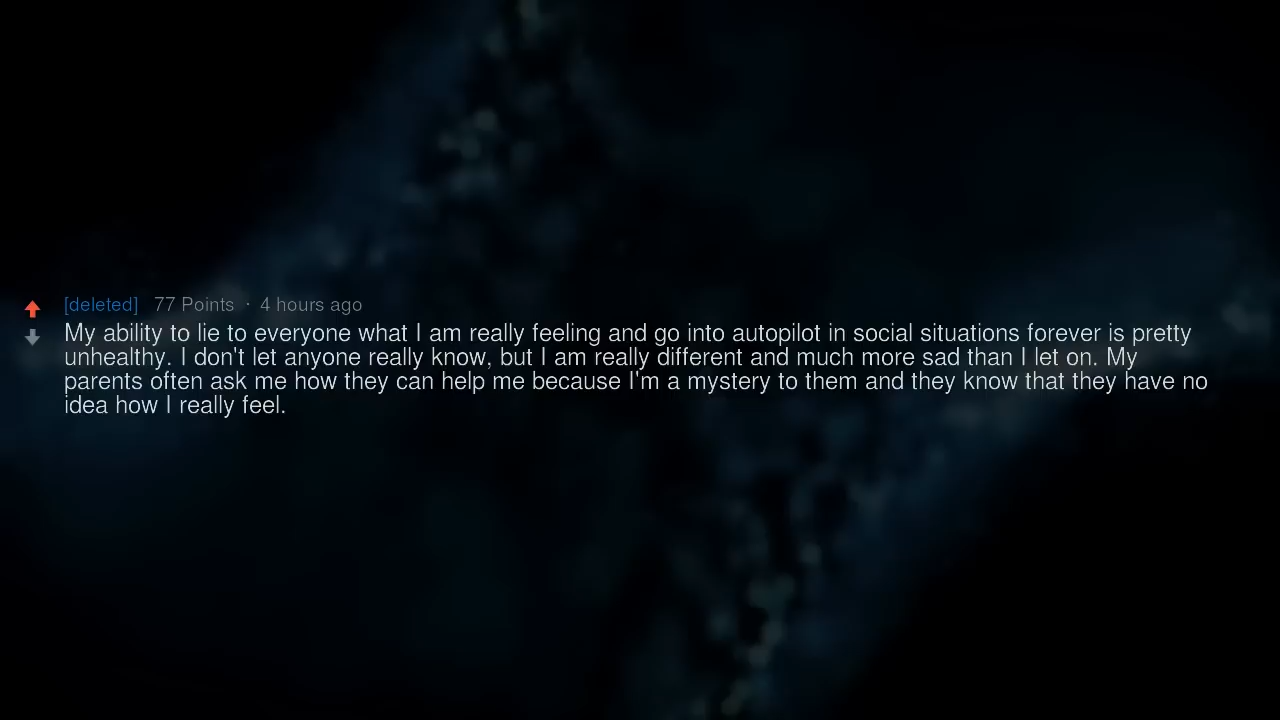 [deleted] 77 Points · 4 hours ago
My ability to lie to everyone what I am really feeling and go into autopilot in social situations forever is pretty
unhealthy. I don't let anyone really know, but I am really different and much more sad than I let on. My
parents often ask me how they can help me because I'm a mystery to them and they know that they have no
idea how I really feel.